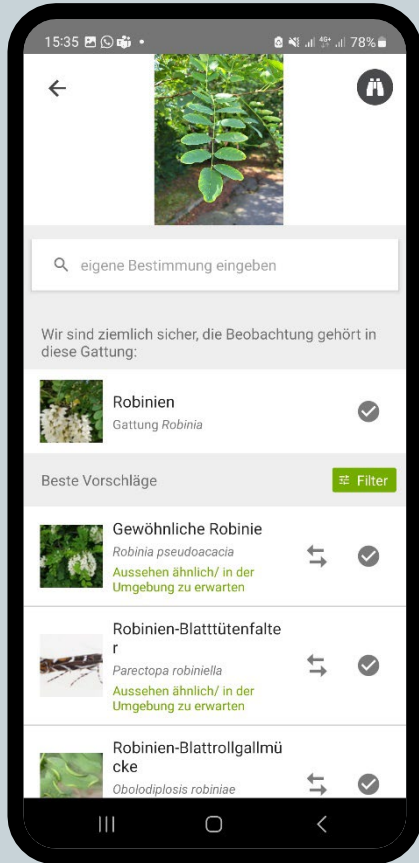 15:35 78%
eigene Bestimmung eingeben
Wir sind ziemlich sicher, die Beobachtung gehört in
diese Gattung:
Robinien
Gattung Robinia
Beste Vorschläge
Filter
Gewöhnliche Robinie
Robinia pseudoacacia
Aussehen ähnlich/ in der
Umgebung zu erwarten
Robinien-Blatttütenfalte
r
Parectopa robiniella
Aussehen ähnlich/ in der
Umgebung zu erwarten
Robinien-Blattrollgallmü
cke
Obolodiplosis robiniae